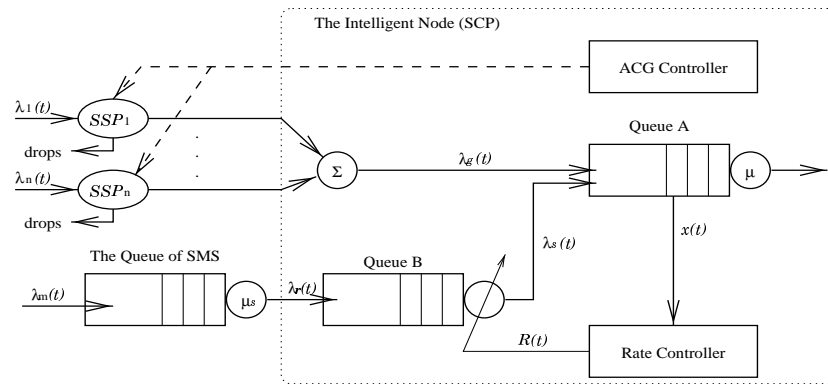 The Intelligent Node (SCP)
ACG Controller
λ1(t)
SSP1
drops
λn(t)
SSPn
drops
Σ
λg(t)
Queue A
μ
λs(t)
x(t)
The Queue of SMS
λm(t)
μs
λr(t)
Queue B
R(t)
Rate Controller